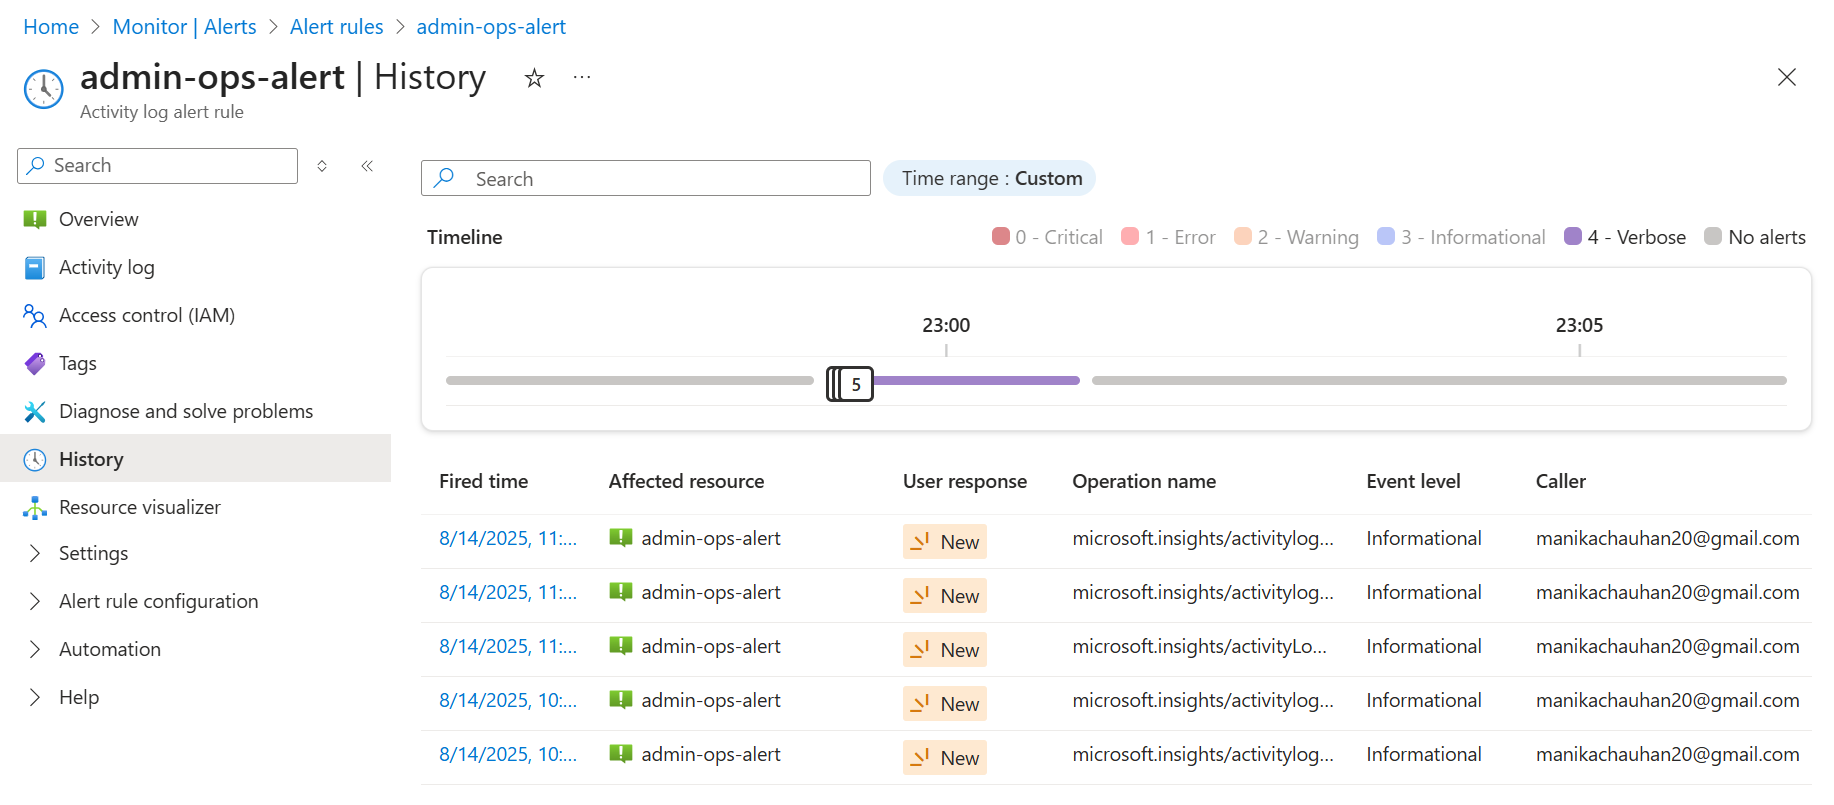 Home > Monitor | Alerts > Alert rules > admin-ops-alert
admin-ops-alert | History
Activity log alert rule
Search
Overview
Activity log
Access control (IAM)
Tags
Diagnose and solve problems
History
Resource visualizer
Settings
Alert rule configuration
Automation
Help
Search
Time range : Custom
Timeline
0 - Critical 1 - Error 2 - Warning 3 - Informational 4 - Verbose No alerts
23:00 23:05
5
Fired time Affected resource User response Operation name Event level Caller
8/14/2025, 11:... admin-ops-alert New microsoft.insights/activitylog... Informational manikachauhan20@gmail.com
8/14/2025, 11:... admin-ops-alert New microsoft.insights/activitylog... Informational manikachauhan20@gmail.com
8/14/2025, 11:... admin-ops-alert New microsoft.insights/activityLo... Informational manikachauhan20@gmail.com
8/14/2025, 10:... admin-ops-alert New microsoft.insights/activitylog... Informational manikachauhan20@gmail.com
8/14/2025, 10:... admin-ops-alert New microsoft.insights/activitylog... Informational manikachauhan20@gmail.com